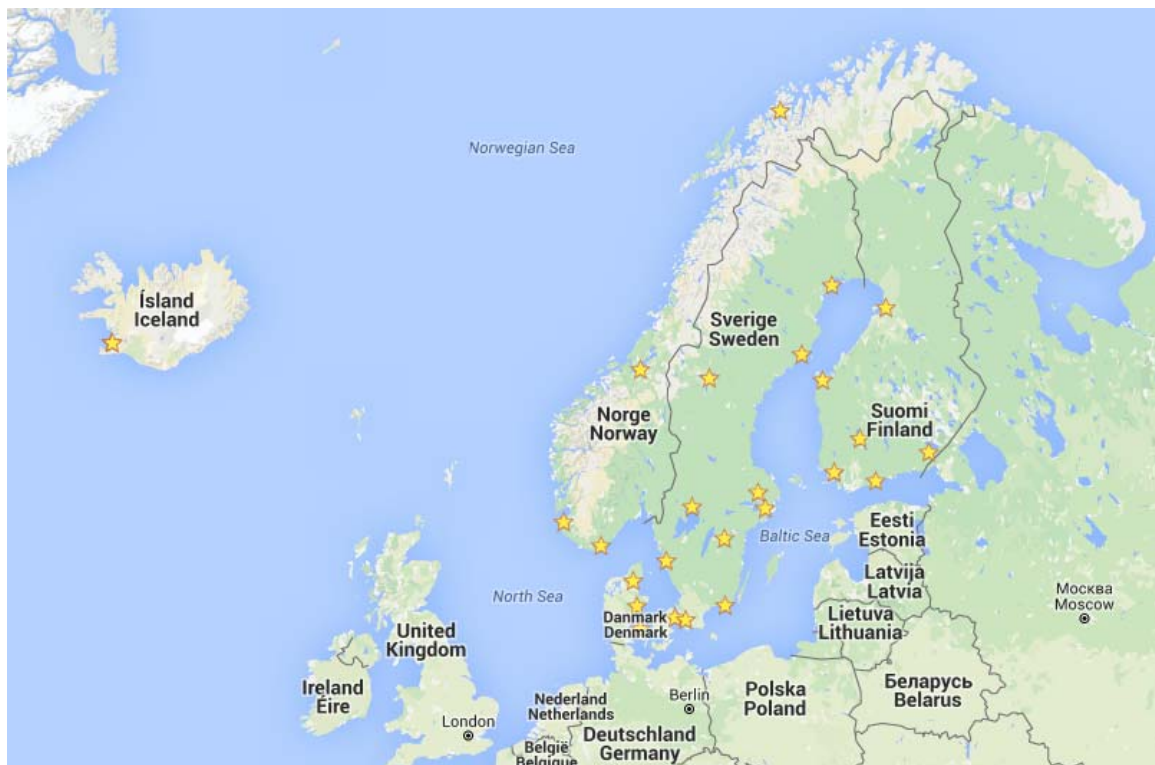 Norwegian Sea
Ísland
Iceland
Sverige
Sweden
Norge
Norway
Suomi
Finland
Eesti
Estonia
Baltic Sea
Latvija
Latvia
Москва
Moscow
North Sea
Danmark
Denmark
Lietuva
Lithuania
United
Kingdom
Ireland
Éire
Беларусь
Belarus
Polska
Poland
Berlin
Nederland
Netherlands
London
Deutschland
Germany
België
Belgique